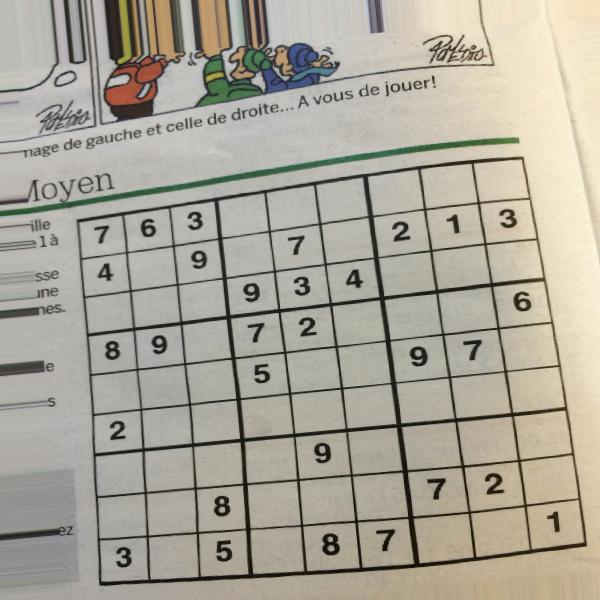 nage de gauche et celle de droite... A vous de jouer!
Moyen
ille
1 à
sse
une
nes.
e
s
ez
7 6 3
4 9 7 2 1 3
9 3 4
8 9 7 2 6
5 9 7
2
9
8 7 2
3 5 8 7 1